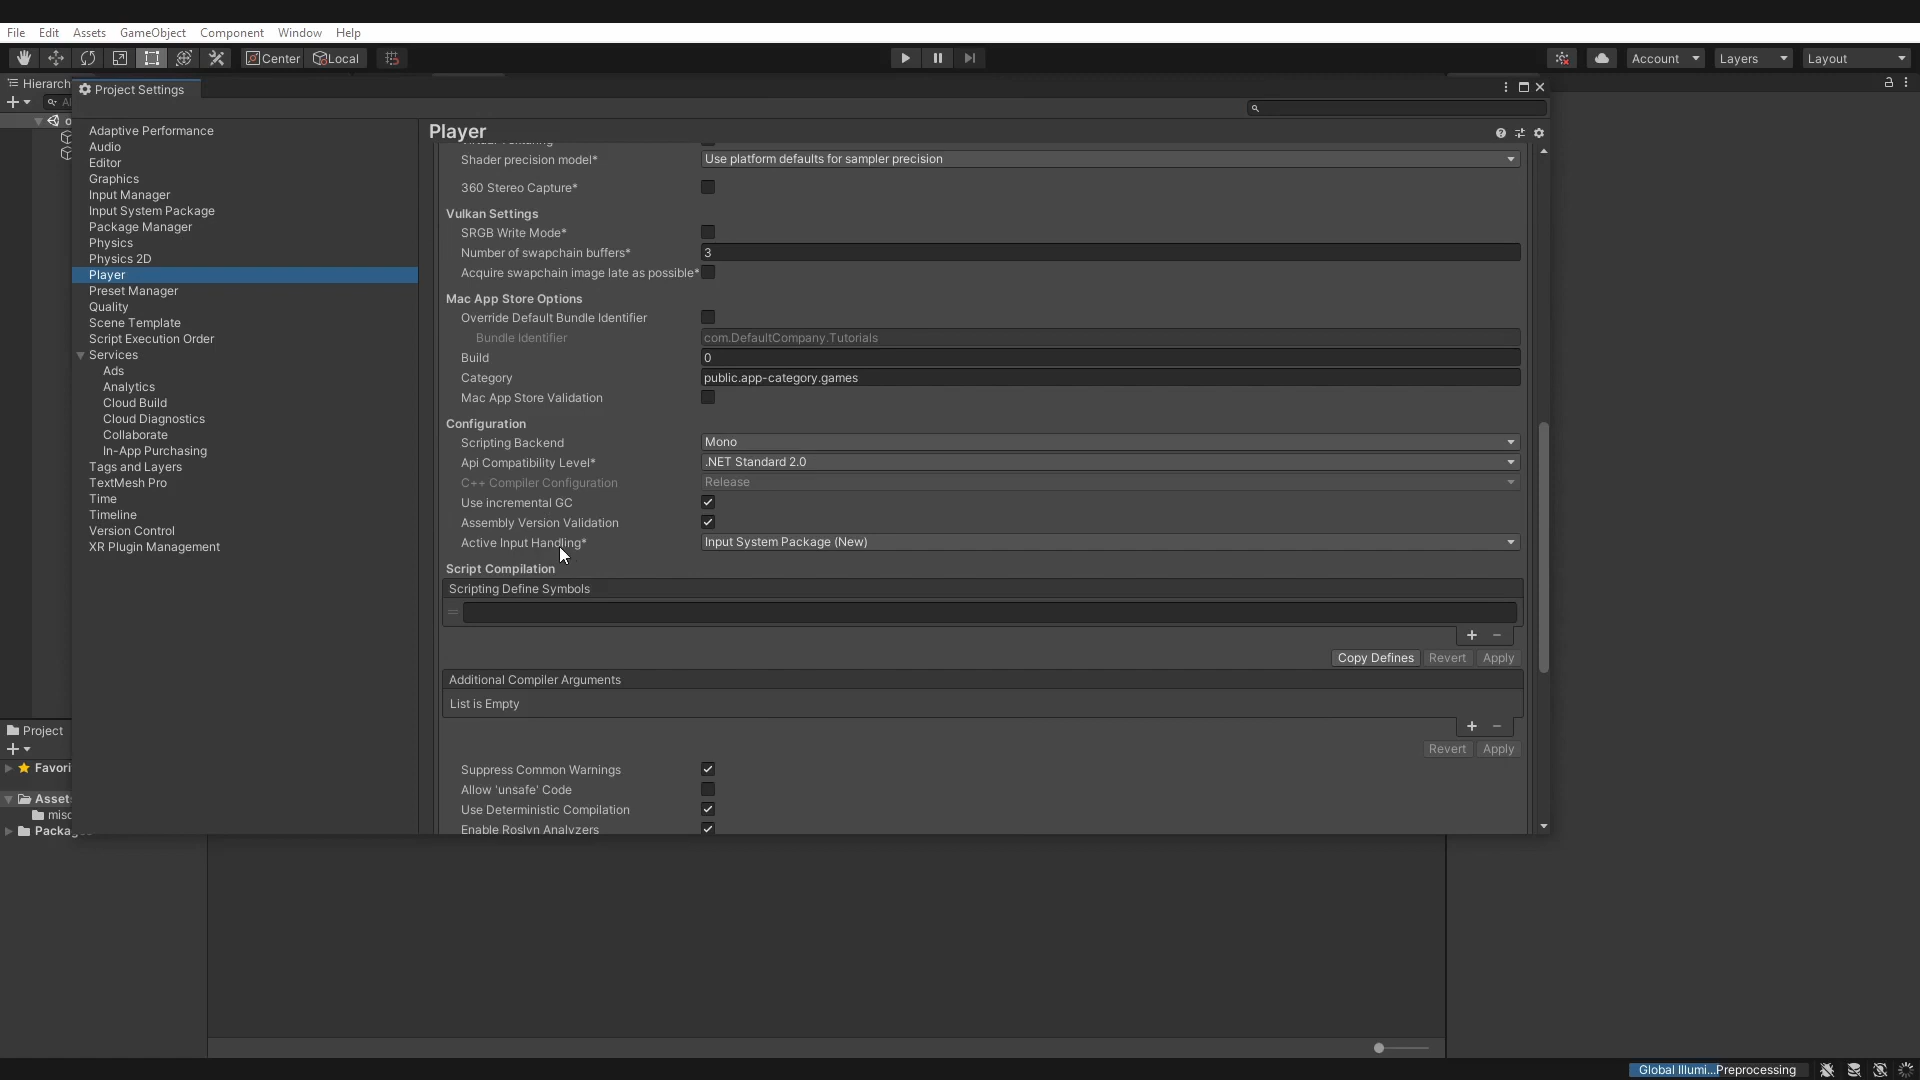 File Edit Assets GameObject Component Window Help
Center Local Account Layers Layout
Hierarch
Project Settings
Adaptive Performance
Audio
Editor
Graphics
Input Manager
Input System Package
Package Manager
Physics
Physics 2D
Player
Preset Manager
Quality
Scene Template
Script Execution Order
Services
Ads
Analytics
Cloud Build
Cloud Diagnostics
Collaborate
In-App Purchasing
Tags and Layers
TextMesh Pro
Time
Timeline
Version Control
XR Plugin Management
Player
Shader precision model* Use platform defaults for sampler precision
360 Stereo Capture*
Vulkan Settings
SRGB Write Mode*
Number of swapchain buffers* 3
Acquire swapchain image late as possible*
Mac App Store Options
Override Default Bundle Identifier
Bundle Identifier com.DefaultCompany.Tutorials
Build 0
Category public.app-category.games
Mac App Store Validation
Configuration
Scripting Backend Mono
Api Compatibility Level* .NET Standard 2.0
C++ Compiler Configuration Release
Use incremental GC
Assembly Version Validation
Active Input Handling* Input System Package (New)
Script Compilation
Scripting Define Symbols
Copy Defines Revert Apply
Additional Compiler Arguments
List is Empty
Revert Apply
Suppress Common Warnings
Allow 'unsafe' Code
Use Deterministic Compilation
Enable Roslyn Analyzers
Project
Favori
Assets
misc
Packag
Global Illumi...Preprocessing